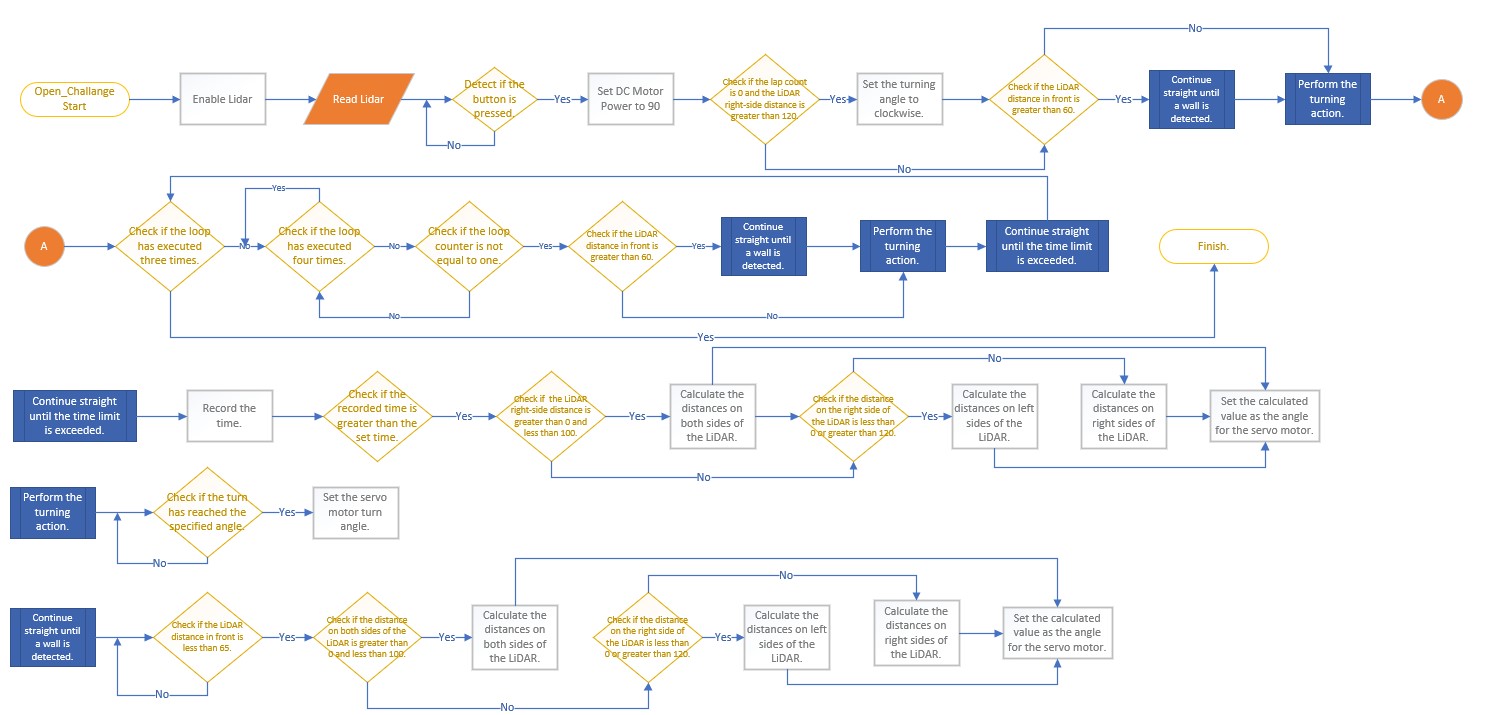 Open_Challange
Start
Enable Lidar
Read Lidar
Detect if the
button is
pressed.
Yes
No
Set DC Motor
Power to 90
Check if the lap count
is 0 and the LiDAR
right-side distance is
greater than 120.
Yes
No
Set the turning
angle to
clockwise.
Check if the LiDAR
distance in front is
greater than 60.
No
Yes
Continue
straight until
a wall is
detected.
Perform the
turning
action.
A
A
Check if the loop
has executed
three times.
No
Yes
Yes
Check if the loop
has executed
four times.
No
Check if the loop
counter is not
equal to one.
No
Yes
Check if the LiDAR
distance in front is
greater than 60.
Yes
No
Continue
straight until
a wall is
detected.
Perform the
turning
action.
Continue straight
until the time limit
is exceeded.
Finish.
Continue straight
until the time limit
is exceeded.
Record the
time.
Check if the
recorded time is
greater than the
set time.
Yes
Check if the LiDAR
right-side distance is
greater than 0 and
less than 100.
Yes
No
Calculate the
distances on
both sides of
the LiDAR.
Check if the distance
on the right side of
the LiDAR is less than
0 or greater than 120.
No
Yes
Calculate the
distances on left
sides of the
LiDAR.
Calculate the
distances on
right sides of
the LiDAR.
Set the calculated
value as the angle
for the servo motor.
Perform the
turning
action.
Check if the turn
has reached the
specified angle.
No
Yes
Set the servo
motor turn
angle.
Continue
straight until
a wall is
detected.
Check if the LiDAR
distance in front is
less than 65.
No
Yes
Check if the distance
on both sides of the
LiDAR is greater than
0 and less than 100.
Yes
No
Calculate the
distances on
both sides of
the LiDAR.
Check if the distance
on the right side of
the LiDAR is less than
0 or greater than 120.
No
Yes
Calculate the
distances on left
sides of the
LiDAR.
Calculate the
distances on
right sides of
the LiDAR.
Set the calculated
value as the angle
for the servo motor.